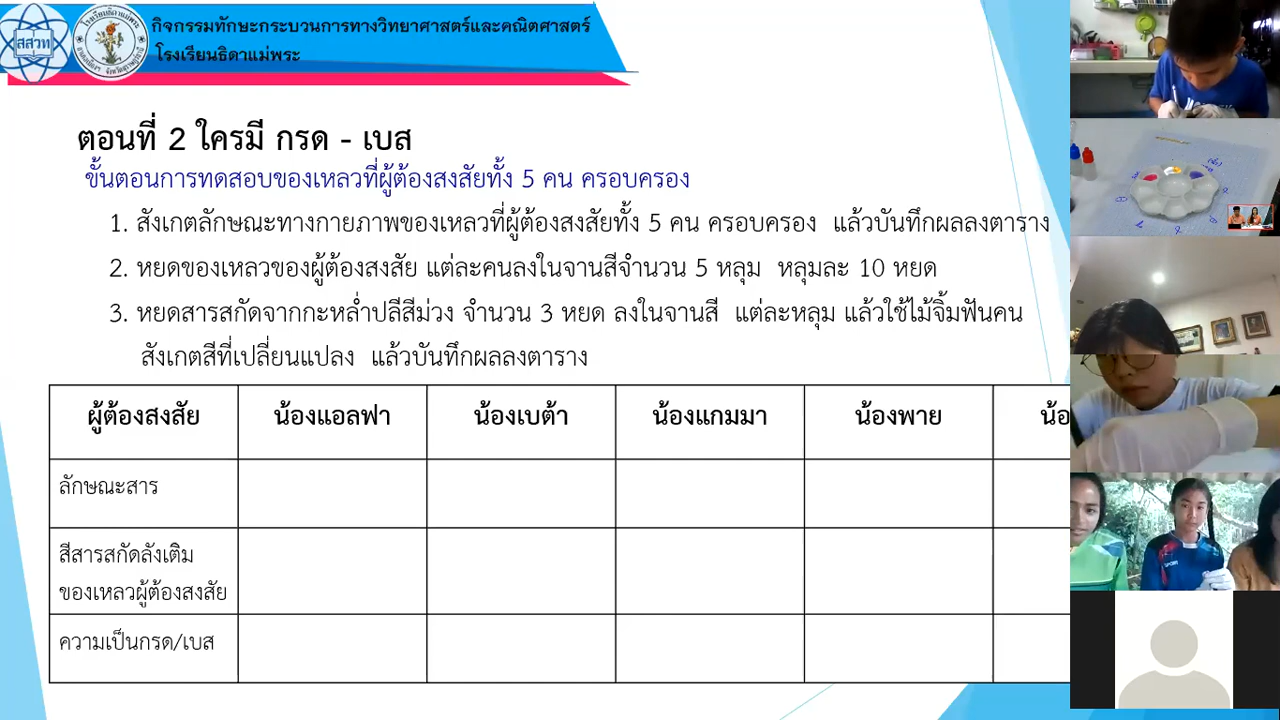 สสวท
กิจกรรมทักษะกระบวนการทางวิทยาศาสตร์และคณิตศาสตร์
โรงเรียนธิดาแม่พระ
ตอนที่ 2 ใครมี กรด - เบส
ขั้นตอนการทดสอบของเหลวที่ผู้ต้องสงสัยทั้ง 5 คน ครอบครอง
1. สังเกตลักษณะทางกายภาพของเหลวที่ผู้ต้องสงสัยทั้ง 5 คน ครอบครอง แล้วบันทึกผลลงตาราง
2. หยดของเหลวของผู้ต้องสงสัย แต่ละคนลงในจานสีจำนวน 5 หลุม หลุมละ 10 หยด
3. หยดสารสกัดจากกะหล่ำปลีสีม่วง จำนวน 3 หยด ลงในจานสี แต่ละหลุม แล้วใช้ไม้จิ้มฟันคน
สังเกตสีที่เปลี่ยนแปลง แล้วบันทึกผลลงตาราง
ผู้ต้องสงสัย น้องแอลฟา น้องเบต้า น้องแกมมา น้องพาย
ลักษณะสาร
สีสารสกัดลังเติม
ของเหลวผู้ต้องสงสัย
ความเป็นกรด/เบส